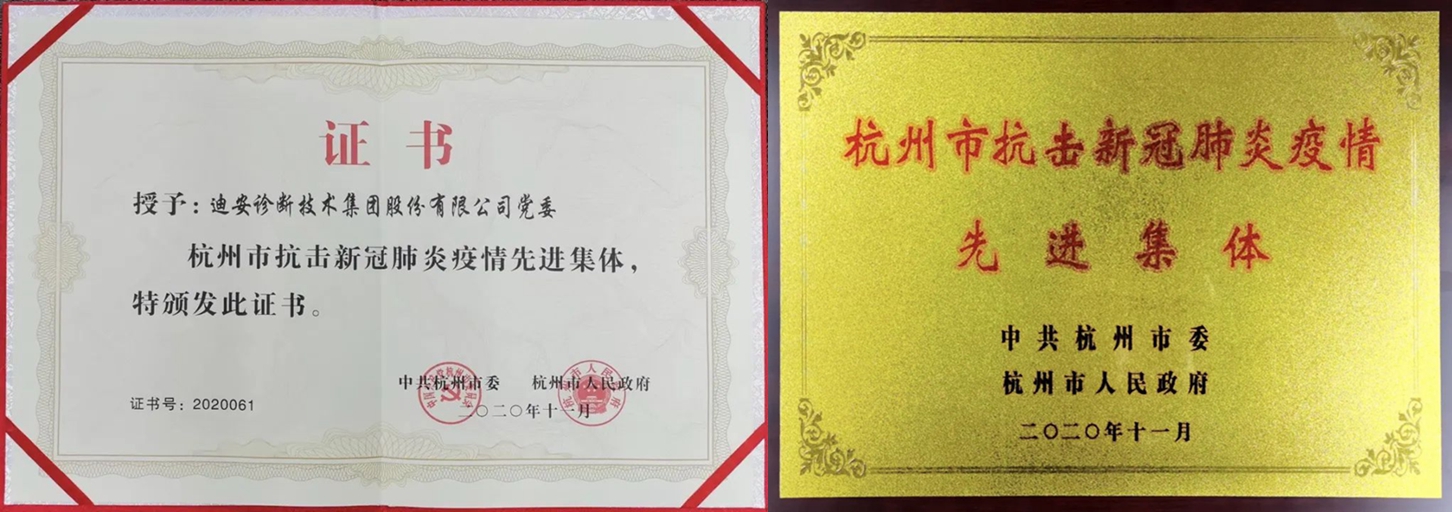 证书
授予：迪安诊断技术集团股份有限公司党委
杭州市抗击新冠肺炎疫情先进集体，
特颁发此证书。
中共杭州市委 杭州市人民政府
二〇二〇年十一月
证书号：2020061
杭州市抗击新冠肺炎疫情
先进集体
中共杭州市委
杭州市人民政府
二〇二〇年十一月